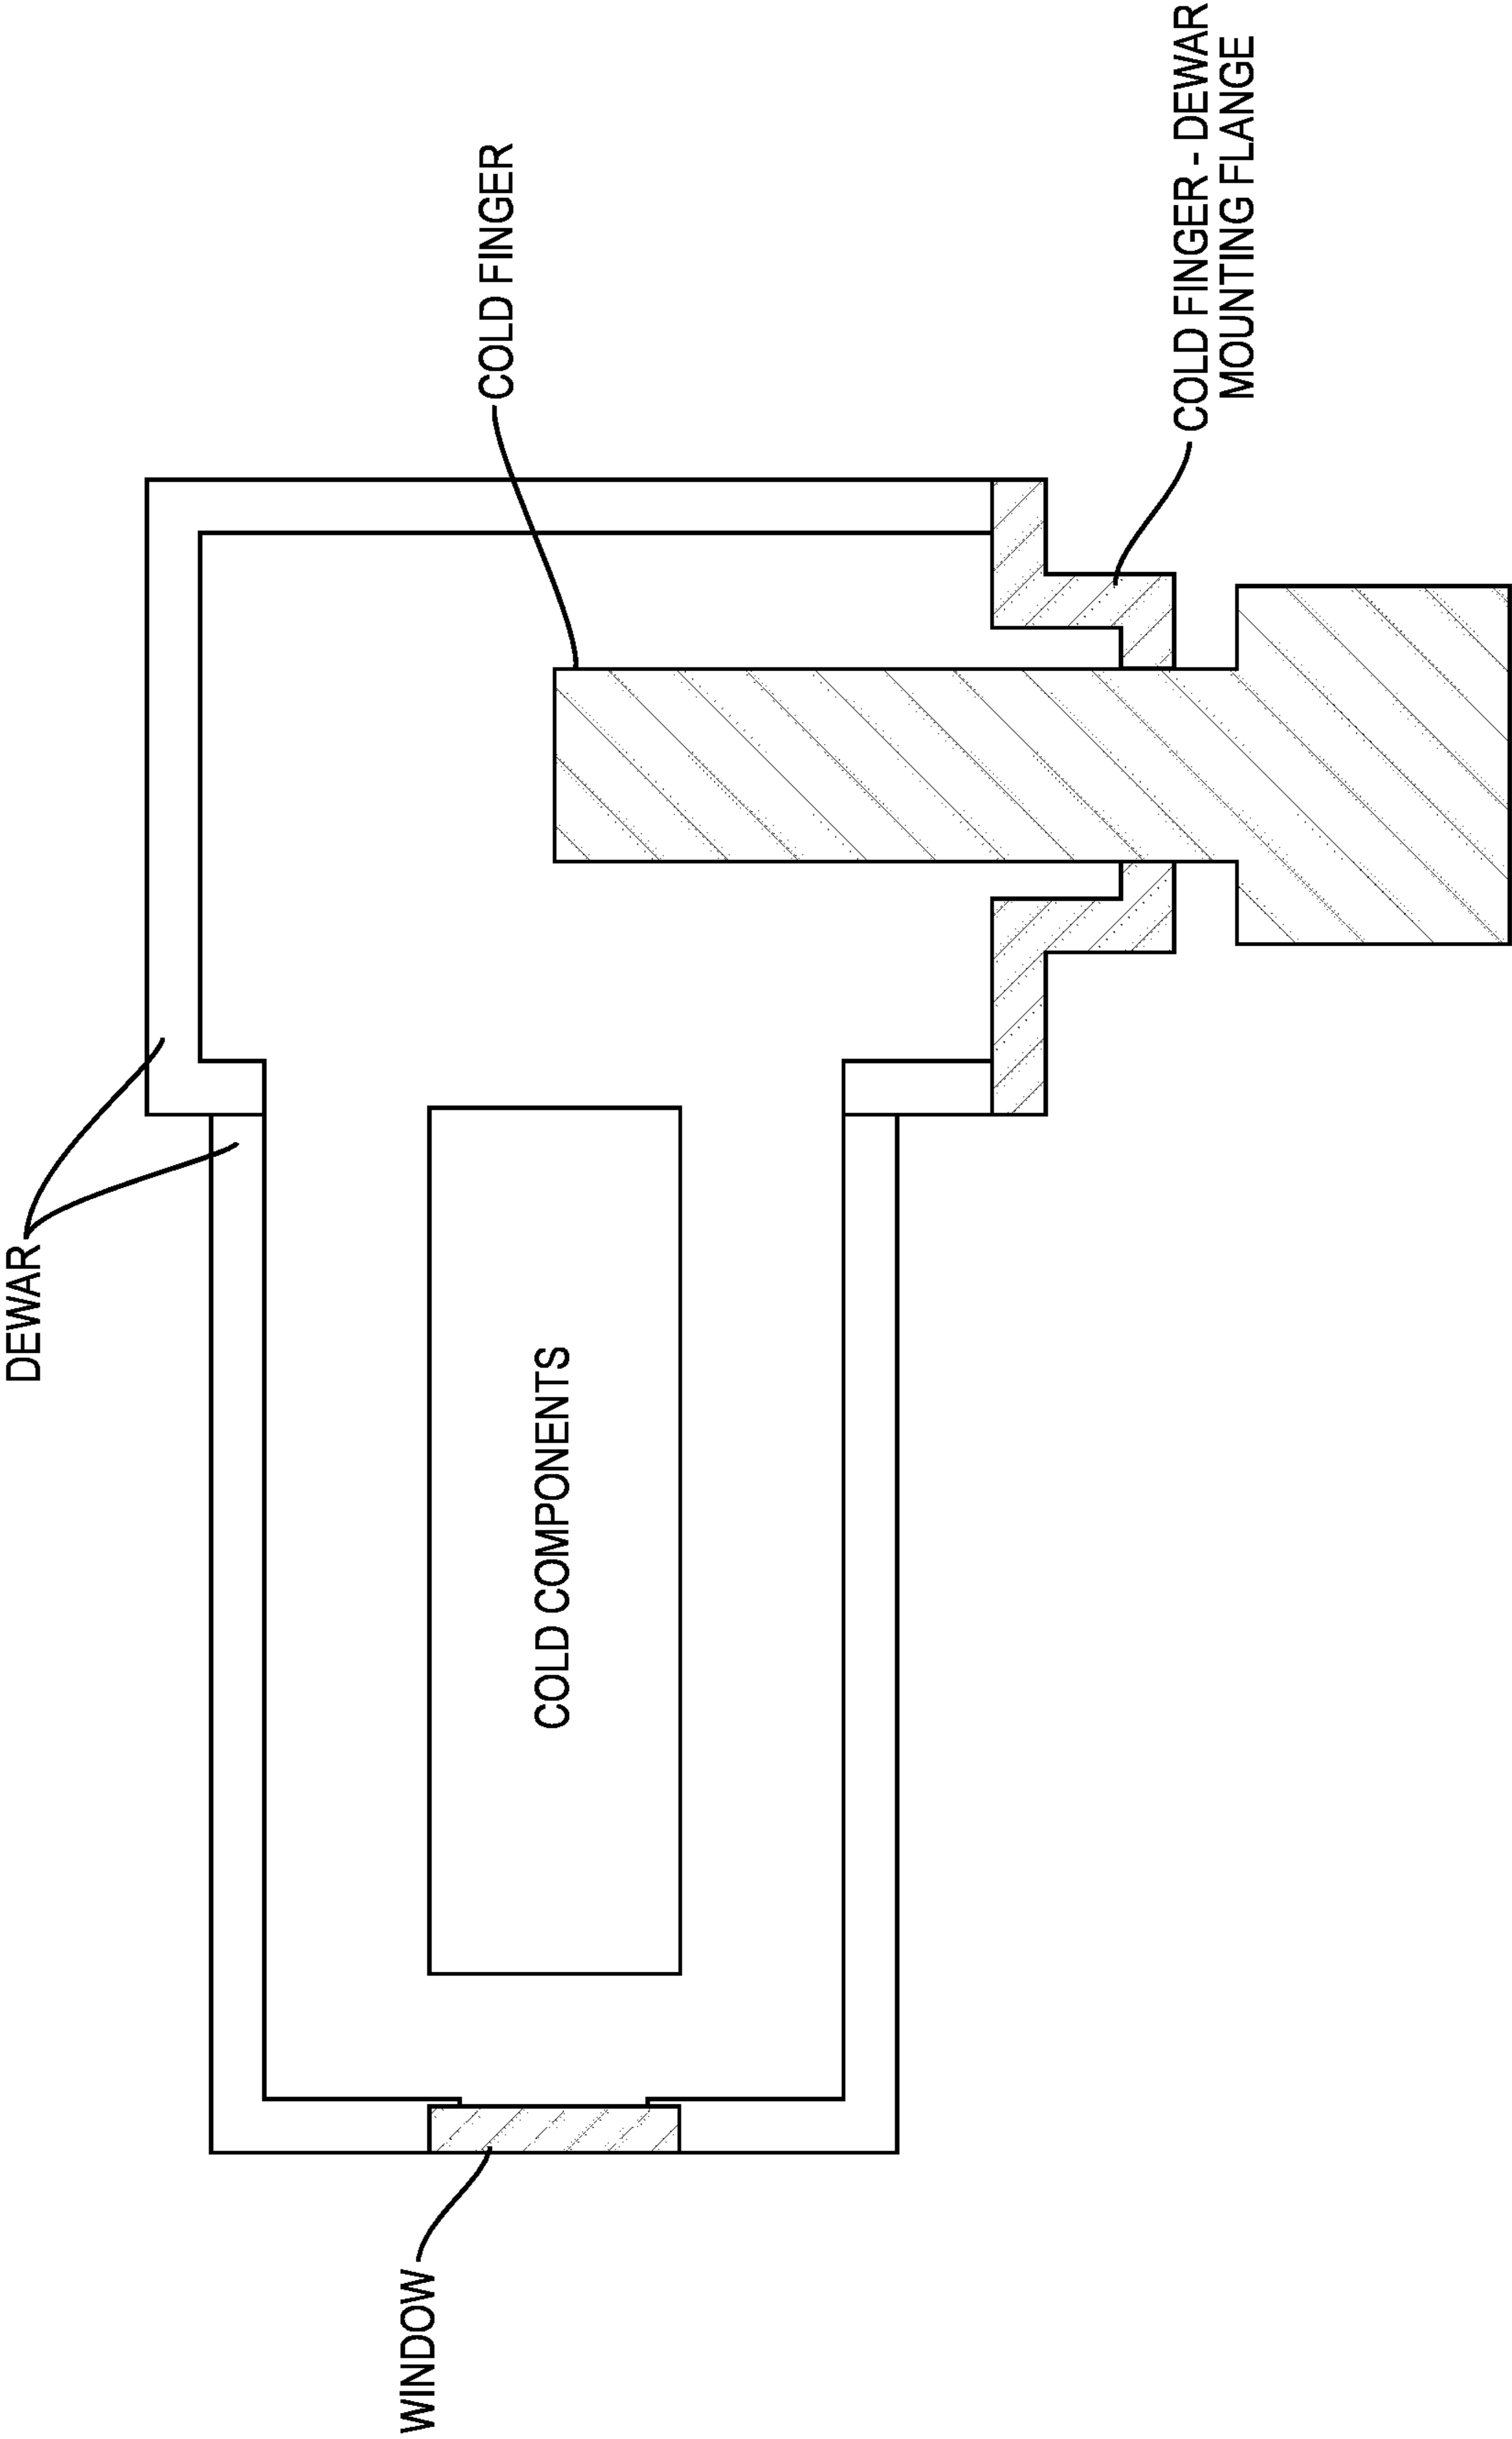 DEWAR
COLD FINGER
COLD FINGER - DEWAR
MOUNTING FLANGE
COLD COMPONENTS
WINDOW